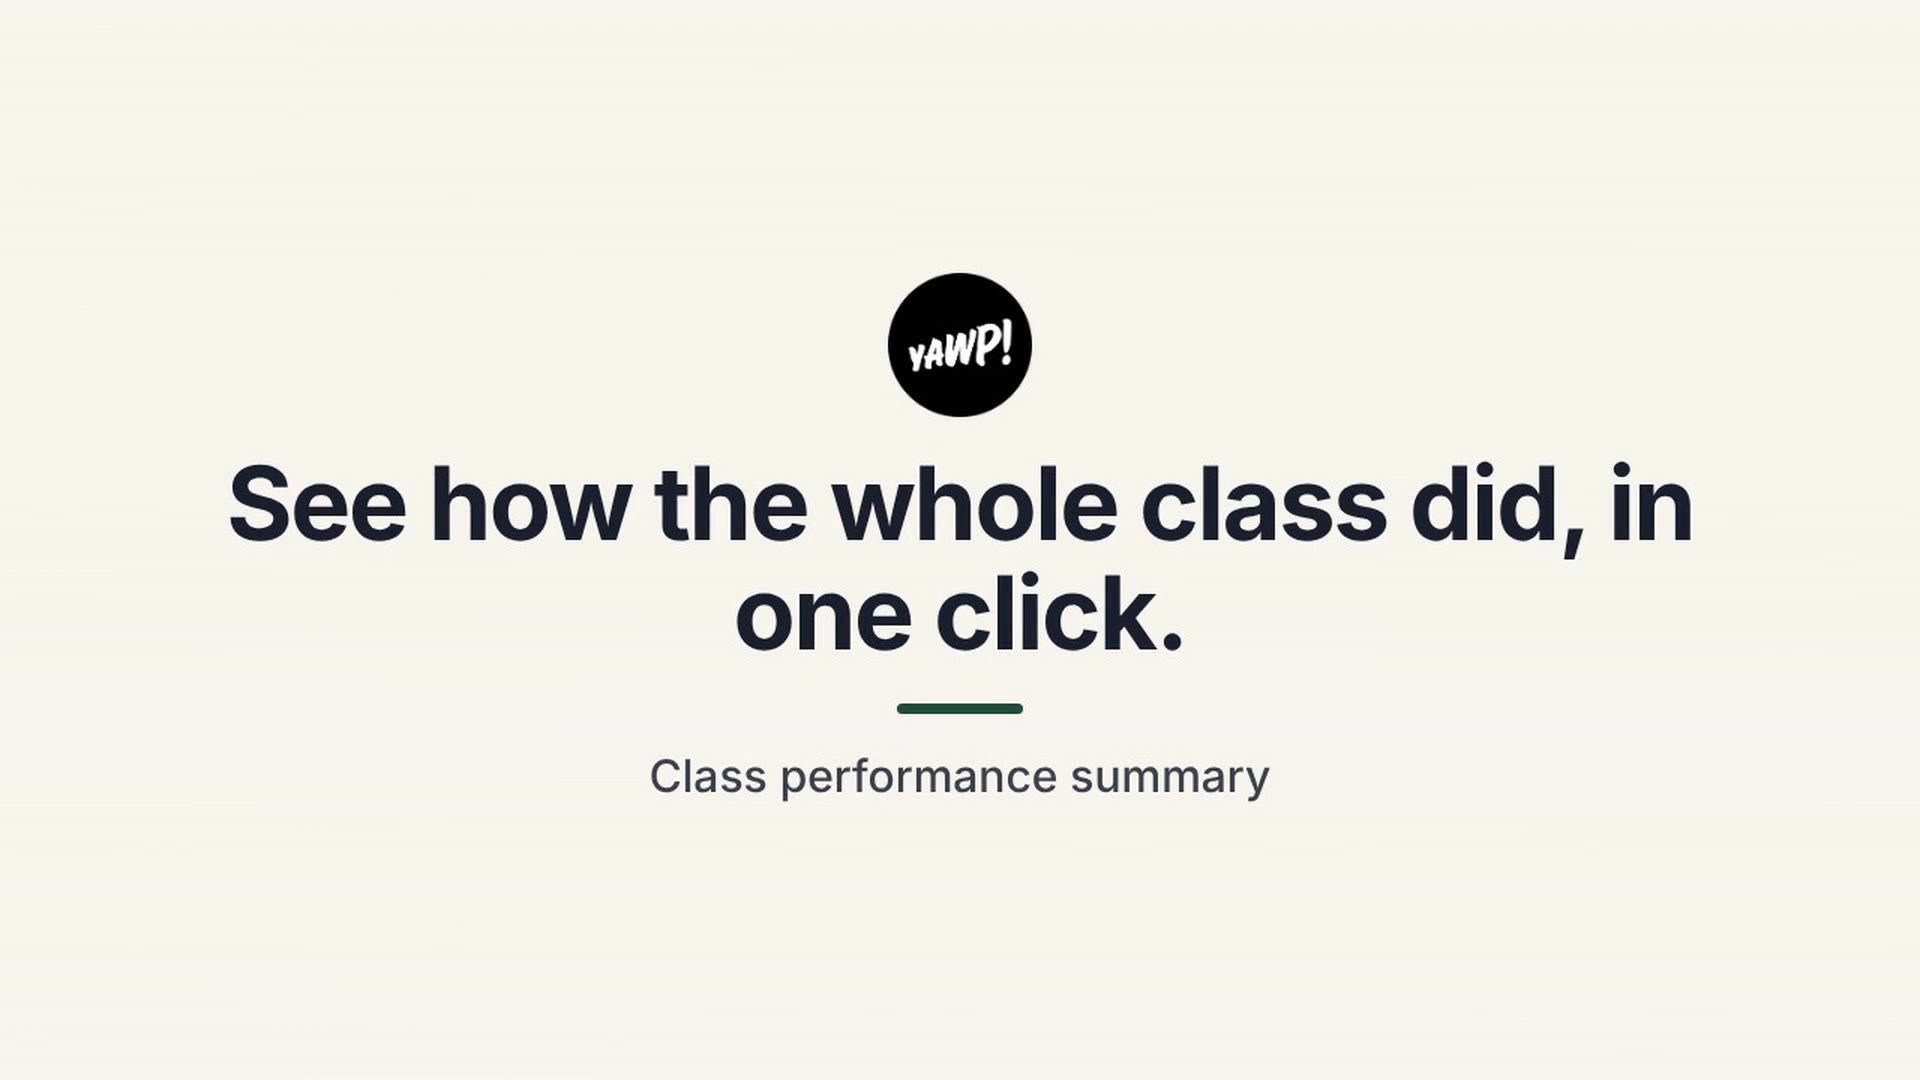 YAWP!
See how the whole class did, in
one click.
Class performance summary